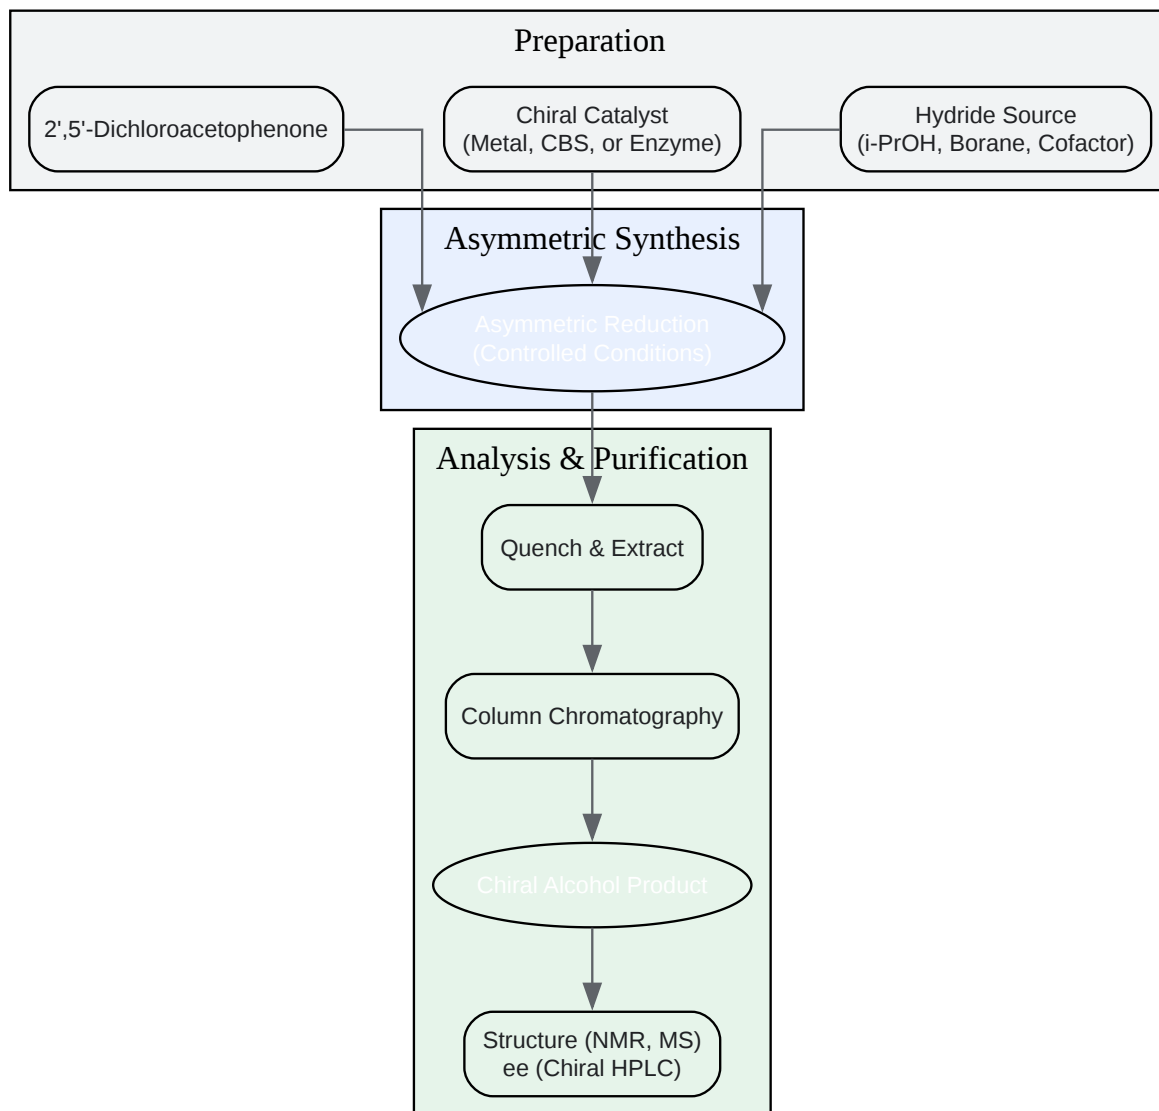 Preparation
2',5'-Dichloroacetophenone
Chiral Catalyst
(Metal, CBS, or Enzyme)
Hydride Source
(i-PrOH, Borane, Cofactor)
Asymmetric Synthesis
Asymmetric Reduction
(Controlled Conditions)
Analysis & Purification
Quench & Extract
Column Chromatography
Chiral Alcohol Product
Structure (NMR, MS)
ee (Chiral HPLC)